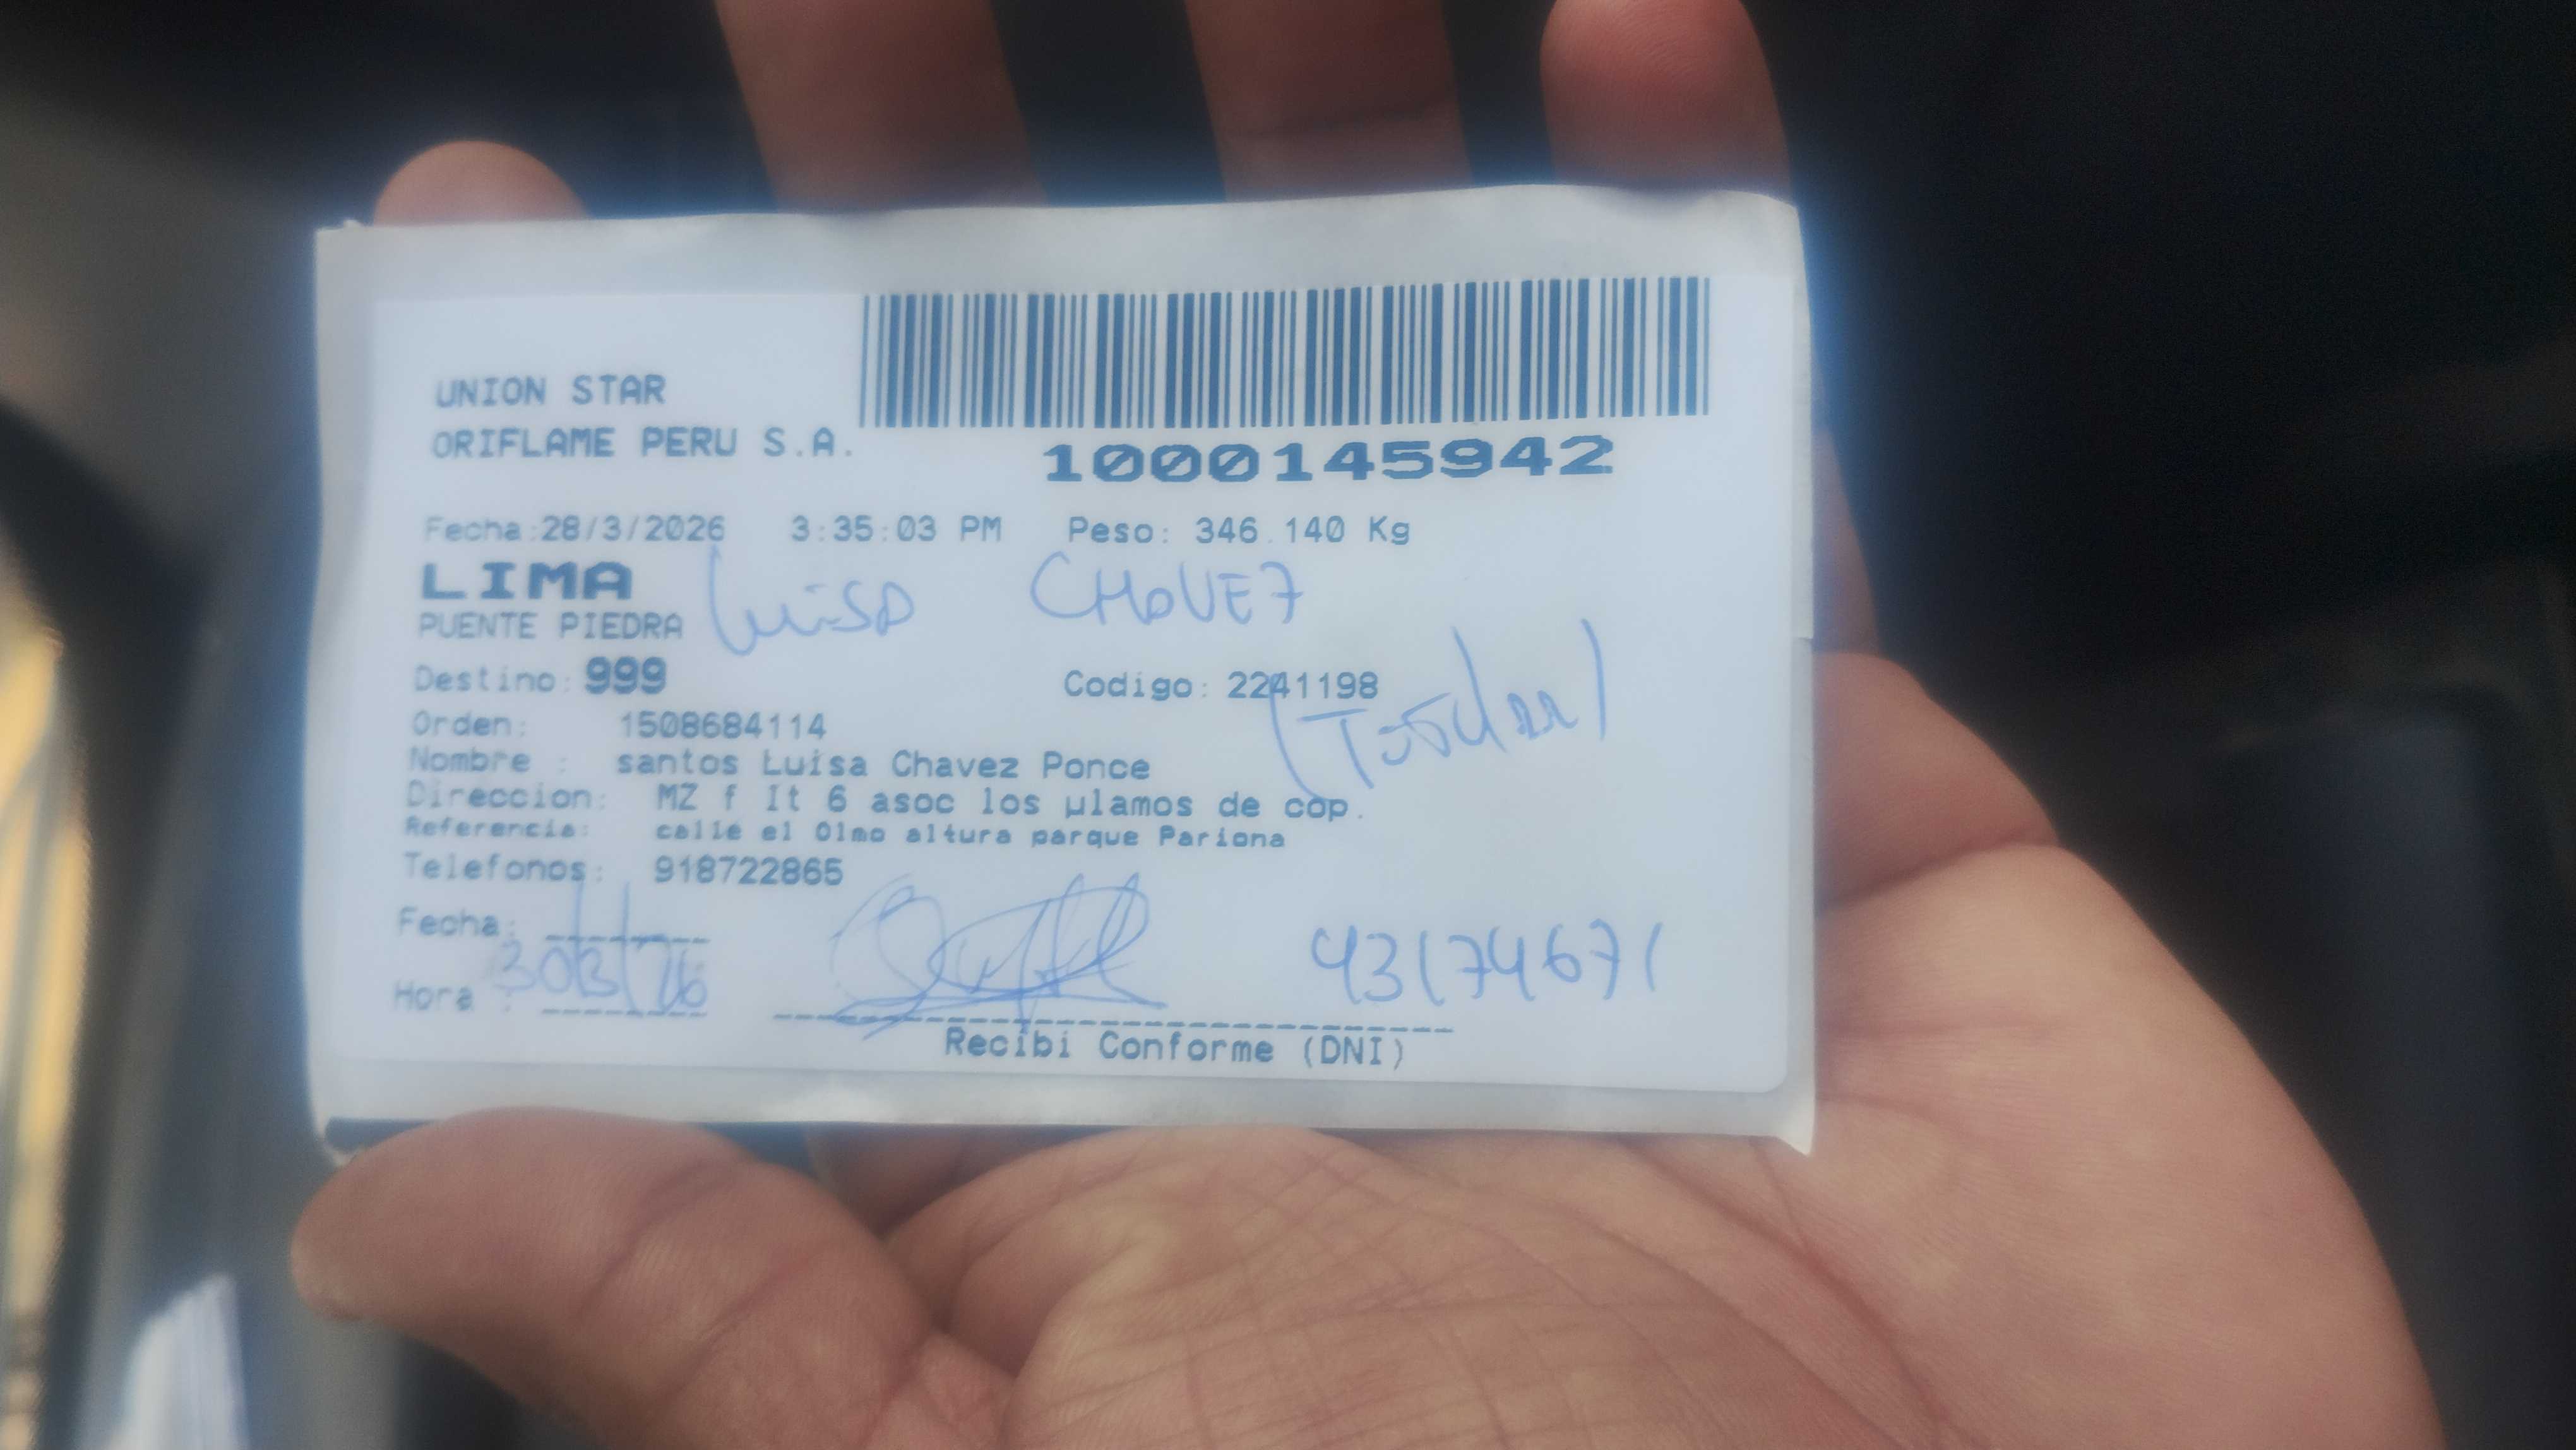 UNION STAR
ORIFLAME PERU S.A.
1000145942
Fecha:28/3/2026 3:35:03 PM Peso: 346.140 Kg
LIMA
Luisa CHAVEZ
PUENTE PIEDRA
Destino: 999 Codigo: 2241198
(Titular)
Orden: 1508684114
Nombre : santos Luisa Chavez Ponce
Direccion: MZ f lt 6 asoc los µlamos de cop.
Referencia: calle el Olmo altura parque Pariona
Telefonos: 918722865
Fecha:
30/3/26
43174671
Hora :
Recibi Conforme (DNI)